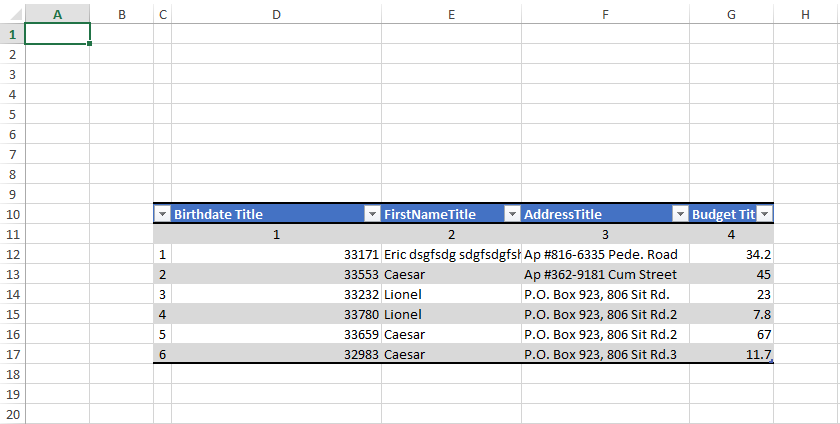 A B C D E F G H
1
2
3
4
5
6
7
8
9
10 Birthdate Title FirstNameTitle AddressTitle Budget Tit
11 1 2 3 4
12 1 33171 Eric dsgfsdg sdgfsdgfsh Ap #816-6335 Pede. Road 34.2
13 2 33553 Caesar Ap #362-9181 Cum Street 45
14 3 33232 Lionel P.O. Box 923, 806 Sit Rd. 23
15 4 33780 Lionel P.O. Box 923, 806 Sit Rd.2 7.8
16 5 33659 Caesar P.O. Box 923, 806 Sit Rd.2 67
17 6 32983 Caesar P.O. Box 923, 806 Sit Rd.3 11.7
18
19
20